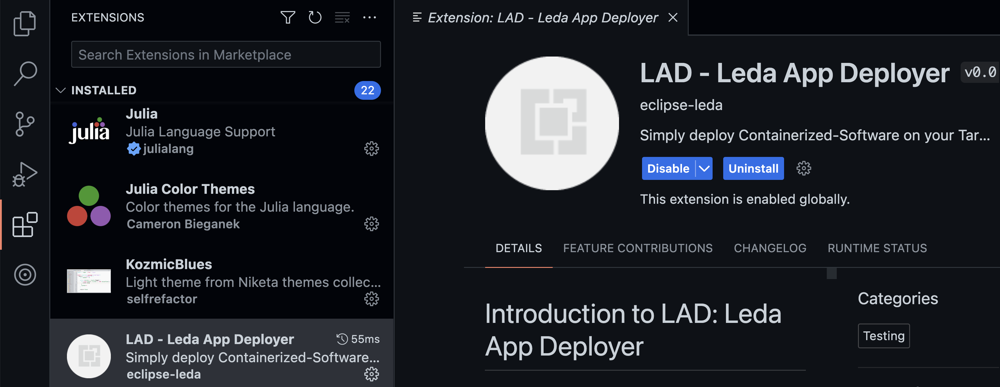 EXTENSIONS
Search Extensions in Marketplace
INSTALLED
22
julia
Julia
Julia Language Support
julialang
Julia Color Themes
Color themes for the Julia language.
Cameron Bieganek
KozmicBlues
Light theme from Niketa themes collec...
selfrefactor
LAD - Leda App Deployer
55ms
Simply deploy Containerized-Software...
eclipse-leda
Extension: LAD - Leda App Deployer
LAD - Leda App Deployer
v0.0
eclipse-leda
Simply deploy Containerized-Software on your Tar...
Disable
Uninstall
This extension is enabled globally.
DETAILS
FEATURE CONTRIBUTIONS
CHANGELOG
RUNTIME STATUS
Introduction to LAD: Leda
App Deployer
Categories
Testing